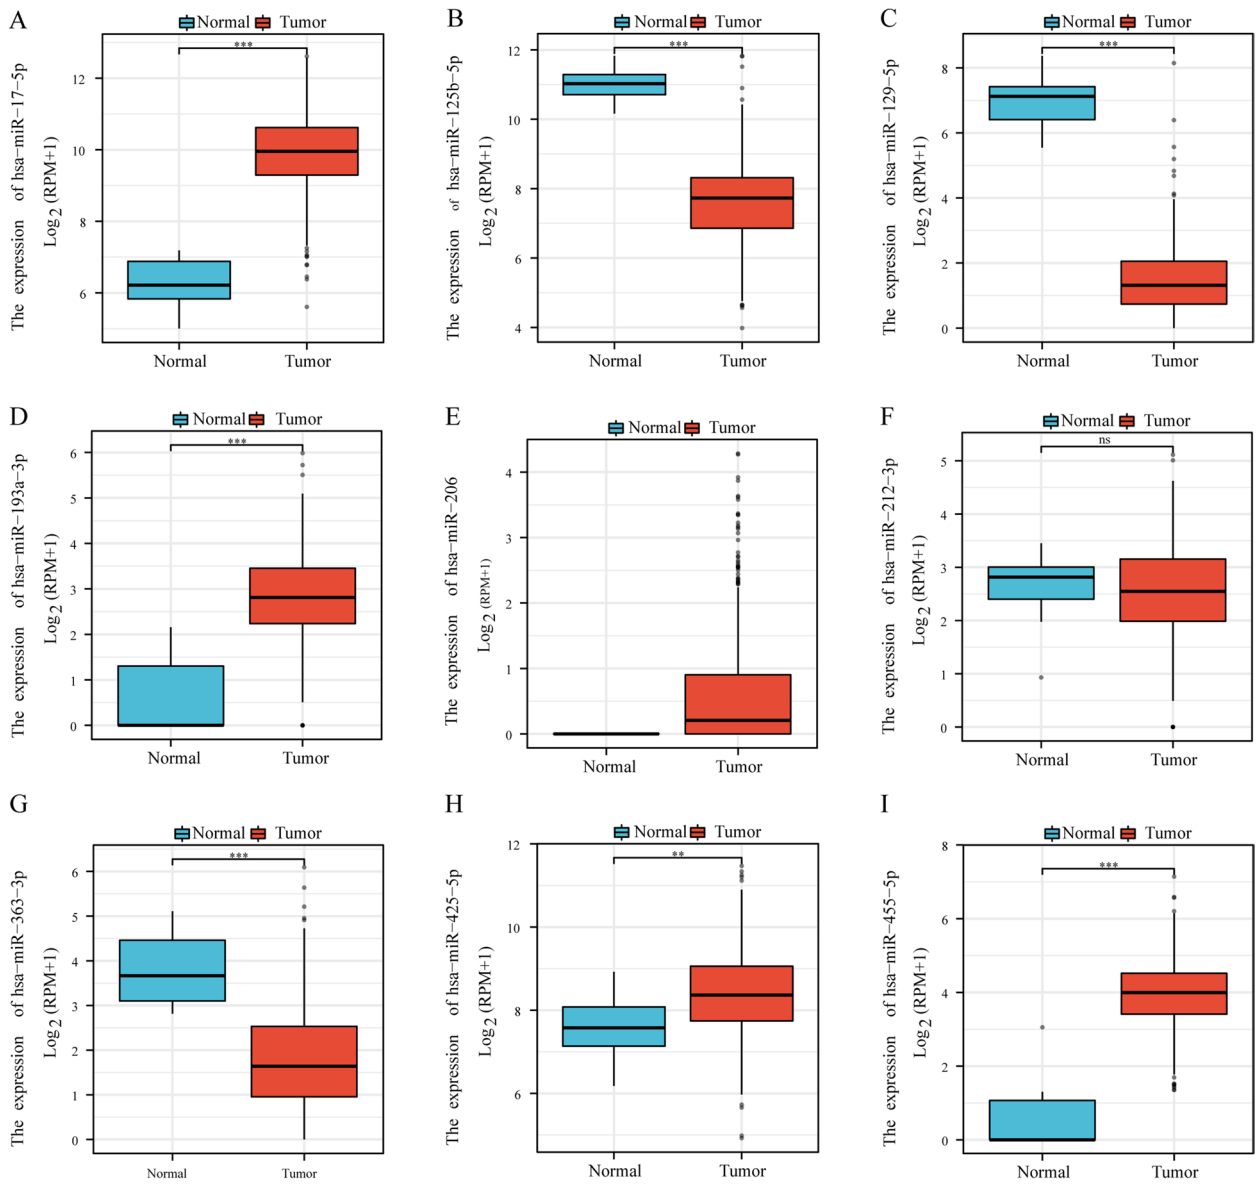 A
Normal Tumor
***
The expression of hsa−miR−17−5p
Log2 (RPM+1)
12
10
8
6
Normal Tumor
B
Normal Tumor
***
The expression of hsa−miR−125b−5p
Log2 (RPM+1)
12
10
8
6
4
Normal Tumor
C
Normal Tumor
***
The expression of hsa−miR−129−5p
Log2 (RPM+1)
8
6
4
2
0
Normal Tumor
D
Normal Tumor
***
The expression of hsa−miR−193a−3p
Log2 (RPM+1)
6
5
4
3
2
1
0
Normal Tumor
E
Normal Tumor
The expression of hsa−miR−206
Log2 (RPM+1)
4
3
2
1
0
Normal Tumor
F
Normal Tumor
ns
The expression of hsa−miR−212−3p
Log2 (RPM+1)
5
4
3
2
1
0
Normal Tumor
G
Normal Tumor
***
The expression of hsa−miR−363−3p
Log2 (RPM+1)
6
5
4
3
2
1
0
Normal Tumor
H
Normal Tumor
**
The expression of hsa−miR−425−5p
Log2 (RPM+1)
12
10
8
6
Normal Tumor
I
Normal Tumor
***
The expression of hsa−miR−455−5p
Log2 (RPM+1)
8
6
4
2
0
Normal Tumor